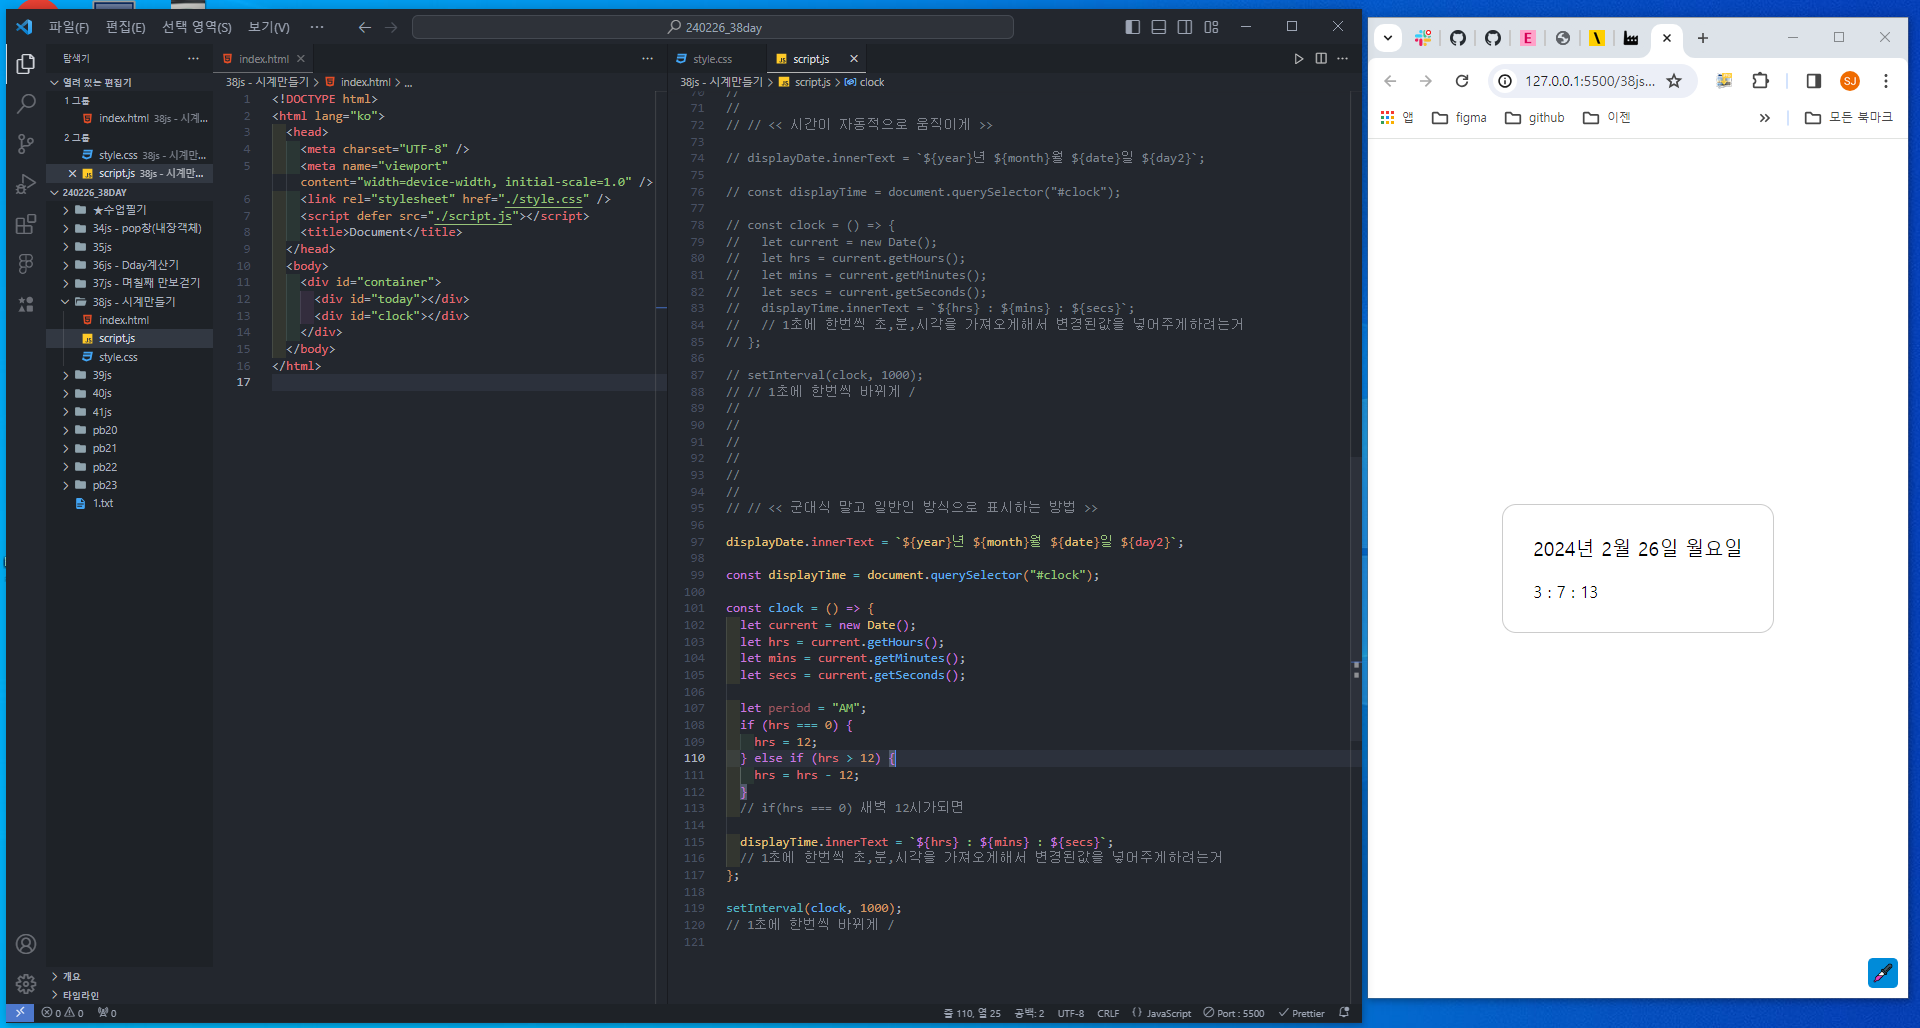 파일(F) 편집(E) 선택 영역(S) 보기(V) ··· 240226_38day
탐색기 ···
열려 있는 편집기
1 그룹
index.html 38js - 시계...
2 그룹
style.css 38js - 시계만...
script.js 38js - 시계만...
240226_38DAY
★수업필기
34js - pop창(내장객체)
35js
36js - Dday계산기
37js - 며칠째 만보걷기
38js - 시계만들기
index.html
script.js
style.css
39js
40js
41js
pb20
pb21
pb22
pb23
1.txt
개요
타임라인
index.html
38js - 시계만들기 > index.html > ...
1 <!DOCTYPE html>
2 <html lang="ko">
3 <head>
4 <meta charset="UTF-8" />
5 <meta name="viewport"
content="width=device-width, initial-scale=1.0" />
6 <link rel="stylesheet" href="./style.css" />
7 <script defer src="./script.js"></script>
8 <title>Document</title>
9 </head>
10 <body>
11 <div id="container">
12 <div id="today"></div>
13 <div id="clock"></div>
14 </div>
15 </body>
16 </html>
17
style.css script.js
38js - 시계만들기 > script.js > clock
70 //
71 //
72 // // << 시간이 자동적으로 움직이게 >>
73
74 // displayDate.innerText = `${year}년 ${month}월 ${date}일 ${day2}`;
75
76 // const displayTime = document.querySelector("#clock");
77
78 // const clock = () => {
79 // let current = new Date();
80 // let hrs = current.getHours();
81 // let mins = current.getMinutes();
82 // let secs = current.getSeconds();
83 // displayTime.innerText = `${hrs} : ${mins} : ${secs}`;
84 // // 1초에 한번씩 초,분,시각을 가져오게해서 변경된값을 넣어주게하려는거
85 // };
86
87 // setInterval(clock, 1000);
88 // // 1초에 한번씩 바뀌게 /
89 //
90 //
91 //
92 //
93 //
94 //
95 // // << 군대식 말고 일반인 방식으로 표시하는 방법 >>
96
97 displayDate.innerText = `${year}년 ${month}월 ${date}일 ${day2}`;
98
99 const displayTime = document.querySelector("#clock");
100
101 const clock = () => {
102 let current = new Date();
103 let hrs = current.getHours();
104 let mins = current.getMinutes();
105 let secs = current.getSeconds();
106
107 let period = "AM";
108 if (hrs === 0) {
109 hrs = 12;
110 } else if (hrs > 12) {
111 hrs = hrs - 12;
112 }
113 // if(hrs === 0) 새벽 12시가되면
114
115 displayTime.innerText = `${hrs} : ${mins} : ${secs}`;
116 // 1초에 한번씩 초,분,시각을 가져오게해서 변경된값을 넣어주게하려는거
117 };
118
119 setInterval(clock, 1000);
120 // 1초에 한번씩 바뀌게 /
121
0 0 0 줄 110, 열 25 공백: 2 UTF-8 CRLF {} JavaScript Port : 5500 Prettier
127.0.0.1:5500/38js... SJ
앱 figma github 이젠 » 모든 북마크
2024년 2월 26일 월요일
3 : 7 : 13